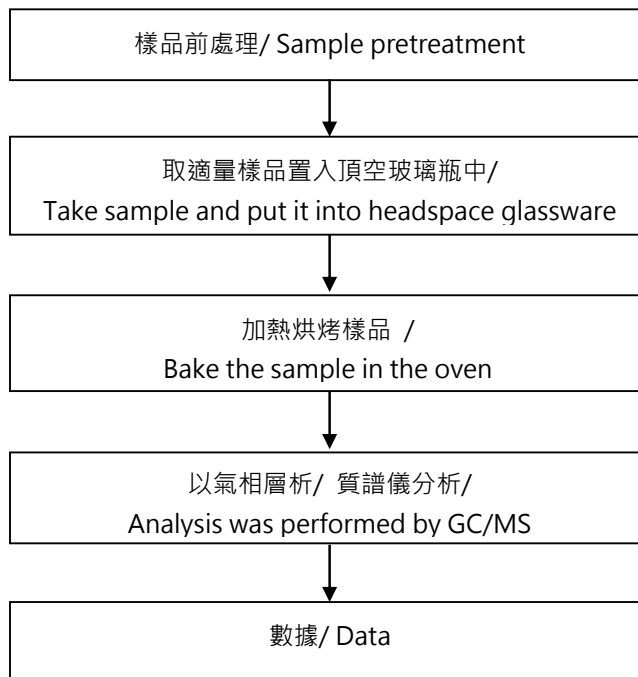 樣品前處理/ Sample pretreatment
取適量樣品置入頂空玻璃瓶中/
Take sample and put it into headspace glassware
加熱烘烤樣品 /
Bake the sample in the oven
以氣相層析/ 質譜儀分析/
Analysis was performed by GC/MS
數據/ Data